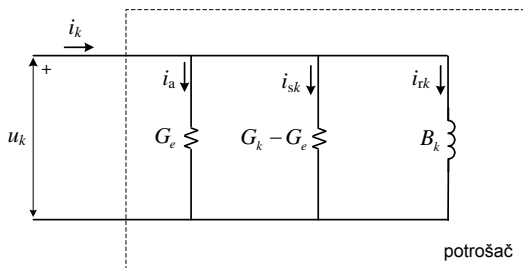 i_k
+
i_a i_sk i_rk
u_k G_e G_k − G_e B_k
potrošač